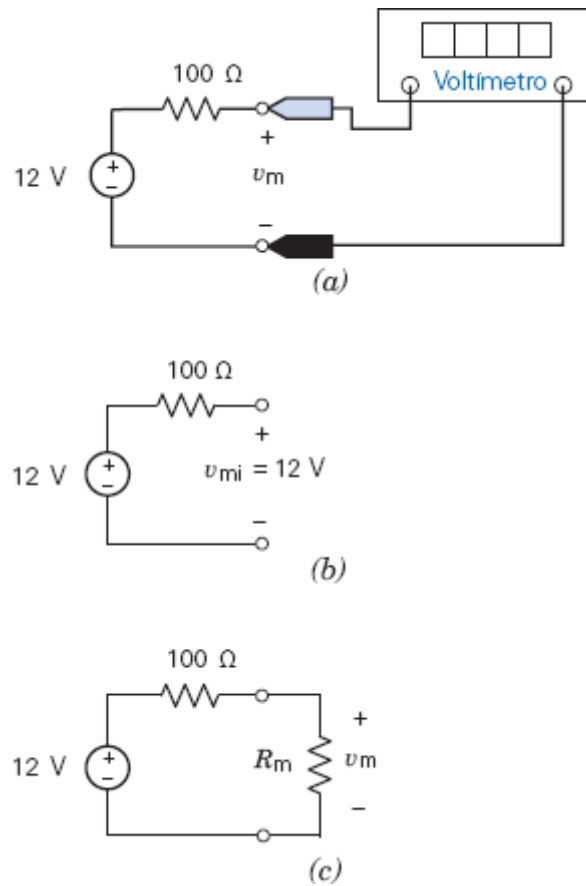 100 Ω
Voltímetro
+
12 V
+
−
vm
−
(a)
100 Ω
+
12 V
+
−
vmi = 12 V
−
(b)
100 Ω
+
12 V
+
−
Rm
vm
−
(c)